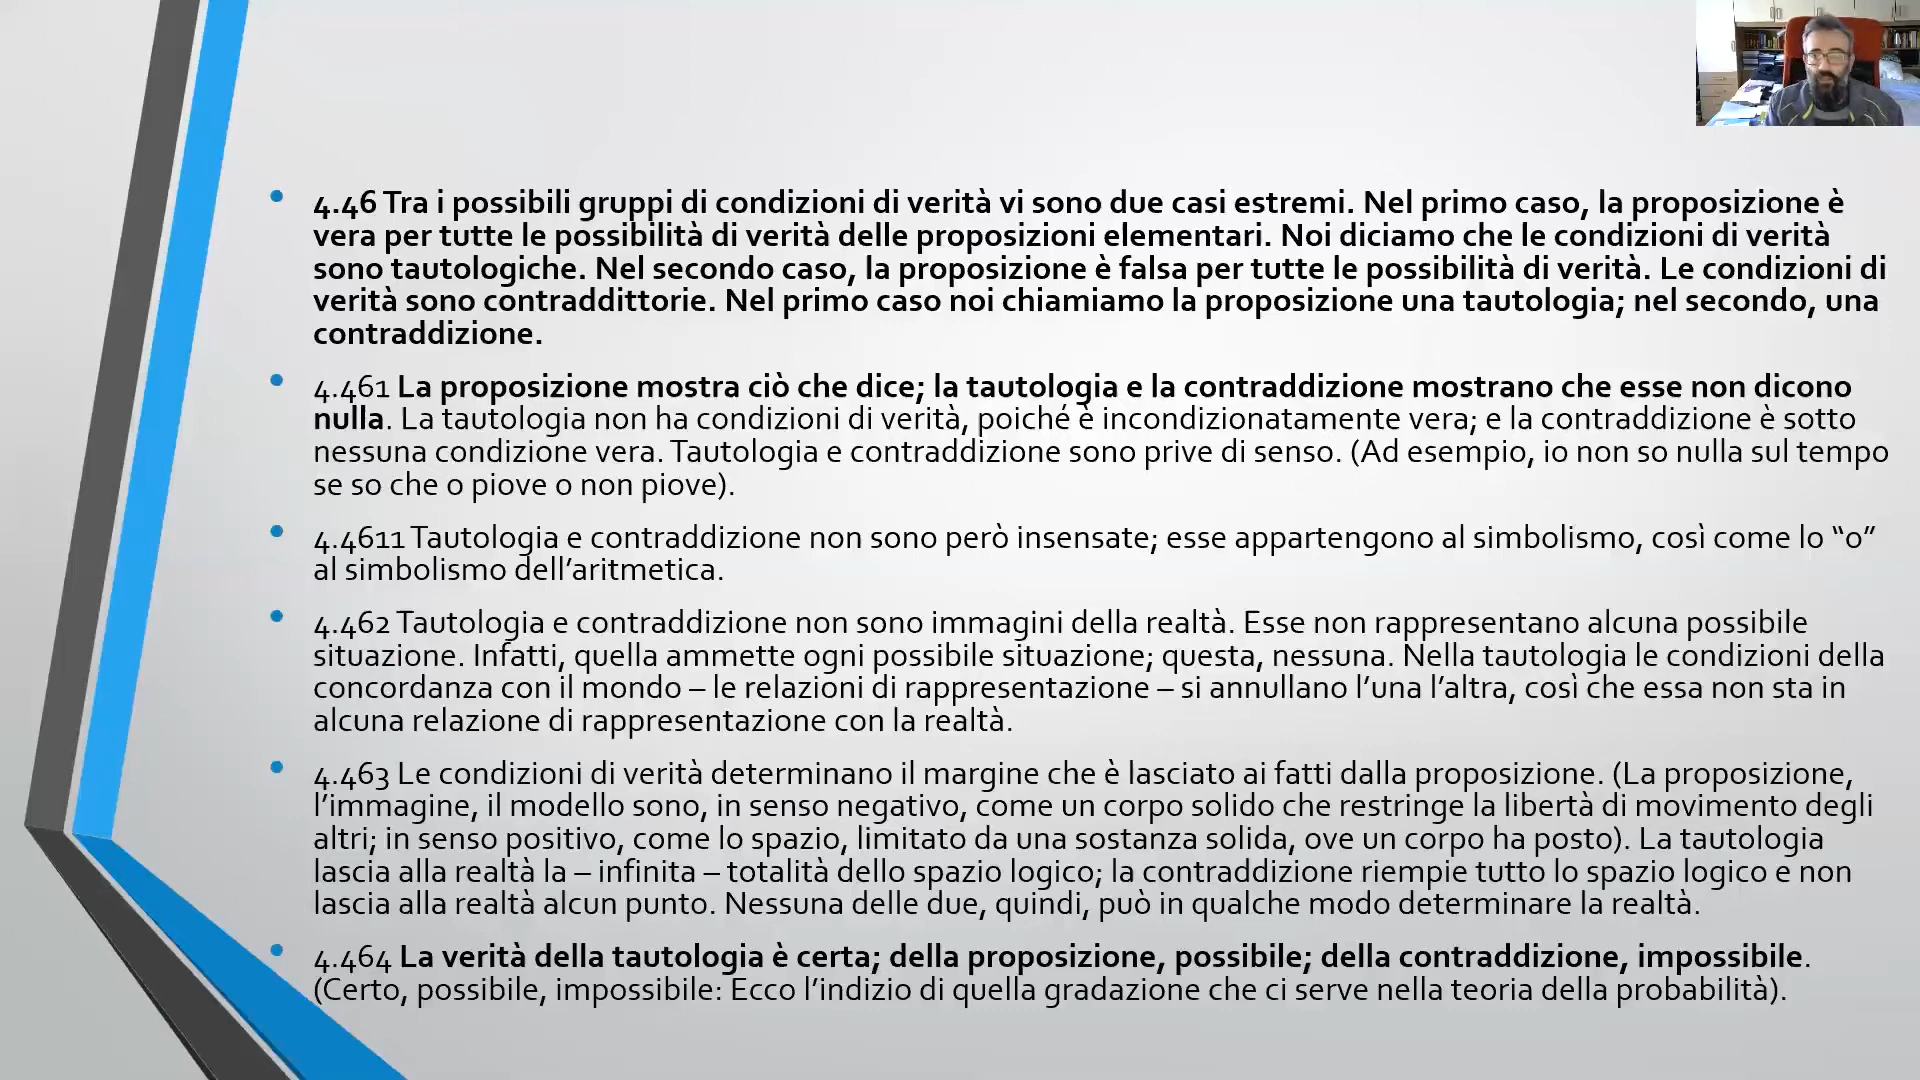 4.46 Tra i possibili gruppi di condizioni di verità vi sono due casi estremi. Nel primo caso, la proposizione è
vera per tutte le possibilità di verità delle proposizioni elementari. Noi diciamo che le condizioni di verità
sono tautologiche. Nel secondo caso, la proposizione è falsa per tutte le possibilità di verità. Le condizioni di
verità sono contraddittorie. Nel primo caso noi chiamiamo la proposizione una tautologia; nel secondo, una
contraddizione.
4.461 La proposizione mostra ciò che dice; la tautologia e la contraddizione mostrano che esse non dicono
nulla. La tautologia non ha condizioni di verità, poiché è incondizionatamente vera; e la contraddizione è sotto
nessuna condizione vera. Tautologia e contraddizione sono prive di senso. (Ad esempio, io non so nulla sul tempo
se so che o piove o non piove).
4.4611 Tautologia e contraddizione non sono però insensate; esse appartengono al simbolismo, così come lo “0”
al simbolismo dell’aritmetica.
4.462 Tautologia e contraddizione non sono immagini della realtà. Esse non rappresentano alcuna possibile
situazione. Infatti, quella ammette ogni possibile situazione; questa, nessuna. Nella tautologia le condizioni della
concordanza con il mondo – le relazioni di rappresentazione – si annullano l’una l’altra, così che essa non sta in
alcuna relazione di rappresentazione con la realtà.
4.463 Le condizioni di verità determinano il margine che è lasciato ai fatti dalla proposizione. (La proposizione,
l’immagine, il modello sono, in senso negativo, come un corpo solido che restringe la libertà di movimento degli
altri; in senso positivo, come lo spazio, limitato da una sostanza solida, ove un corpo ha posto). La tautologia
lascia alla realtà la – infinita – totalità dello spazio logico; la contraddizione riempie tutto lo spazio logico e non
lascia alla realtà alcun punto. Nessuna delle due, quindi, può in qualche modo determinare la realtà.
4.464 La verità della tautologia è certa; della proposizione, possibile; della contraddizione, impossibile.
(Certo, possibile, impossibile: Ecco l’indizio di quella gradazione che ci serve nella teoria della probabilità).